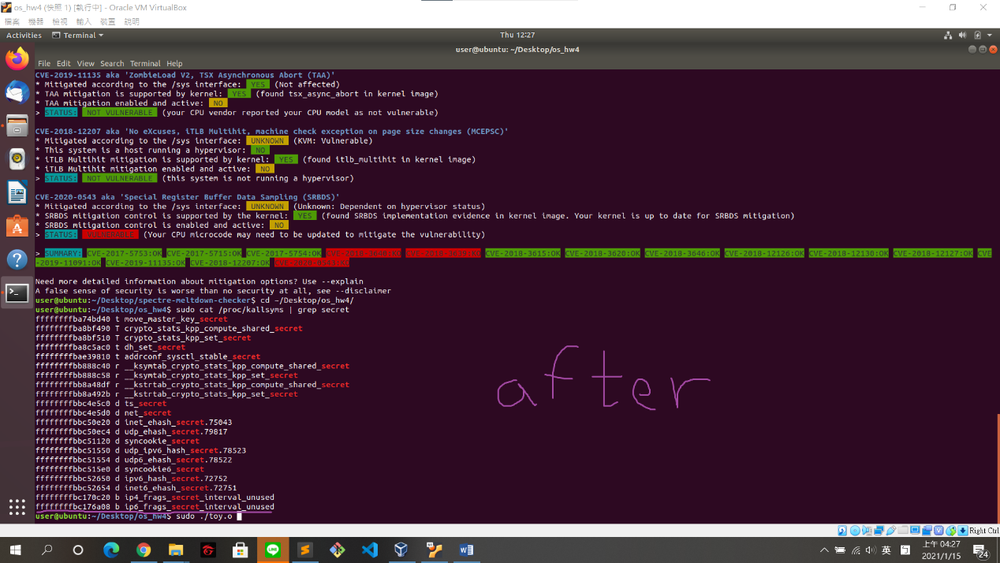 os_hw4 (快照 1) [執行中] - Oracle VM VirtualBox
檔案 機器 檢視 輸入 裝置 說明
Activities Terminal Thu 12:27
user@ubuntu: ~/Desktop/os_hw4
File Edit View Search Terminal Help
CVE-2019-11135 aka 'ZombieLoad V2, TSX Asynchronous Abort (TAA)'
* Mitigated according to the /sys interface: YES (Not affected)
* TAA mitigation is supported by kernel: YES (found tsx_async_abort in kernel image)
* TAA mitigation enabled and active: NO
> STATUS: NOT VULNERABLE (your CPU vendor reported your CPU model as not vulnerable)
CVE-2018-12207 aka 'No eXcuses, iTLB Multihit, machine check exception on page size changes (MCEPSC)'
* Mitigated according to the /sys interface: UNKNOWN (KVM: Vulnerable)
* This system is a host running a hypervisor: NO
* iTLB Multihit mitigation is supported by kernel: YES (found itlb_multihit in kernel image)
* iTLB Multihit mitigation enabled and active: NO
> STATUS: NOT VULNERABLE (this system is not running a hypervisor)
CVE-2020-0543 aka 'Special Register Buffer Data Sampling (SRBDS)'
* Mitigated according to the /sys interface: UNKNOWN (Unknown: Dependent on hypervisor status)
* SRBDS mitigation control is supported by the kernel: YES (found SRBDS implementation evidence in kernel image. Your kernel is up to date for SRBDS mitigation)
* SRBDS mitigation control is enabled and active: NO
> STATUS: VULNERABLE (Your CPU microcode may need to be updated to mitigate the vulnerability)
> SUMMARY: CVE-2017-5753:OK CVE-2017-5715:OK CVE-2017-5754:OK CVE-2018-3640:KO CVE-2018-3639:KO CVE-2018-3615:OK CVE-2018-3620:OK CVE-2018-3646:OK CVE-2018-12126:OK CVE-2018-12130:OK CVE-2018-12127:OK CVE
-2019-11091:OK CVE-2019-11135:OK CVE-2018-12207:OK CVE-2020-0543:KO
Need more detailed information about mitigation options? Use --explain
A false sense of security is worse than no security at all, see --disclaimer
user@ubuntu:~/Desktop/spectre-meltdown-checker$ cd ~/Desktop/os_hw4/
user@ubuntu:~/Desktop/os_hw4$ sudo cat /proc/kallsyms | grep secret
ffffffffba74bd40 t move_master_key_secret
ffffffffba8bf490 T crypto_stats_kpp_compute_shared_secret
ffffffffba8bf510 T crypto_stats_kpp_set_secret
ffffffffba8c5ac0 t dh_set_secret
ffffffffbae39810 t addrconf_sysctl_stable_secret
ffffffffbb888c40 r __ksymtab_crypto_stats_kpp_compute_shared_secret
ffffffffbb888c58 r __ksymtab_crypto_stats_kpp_set_secret
ffffffffbb8a48df r __kstrtab_crypto_stats_kpp_compute_shared_secret
ffffffffbb8a492b r __kstrtab_crypto_stats_kpp_set_secret
ffffffffbbc4e5c0 d ts_secret
ffffffffbbc4e5d0 d net_secret
ffffffffbbc50e20 d inet_ehash_secret.75043
ffffffffbbc50ec4 d udp_ehash_secret.79817
ffffffffbbc51120 d syncookie_secret
ffffffffbbc51550 d udp_ipv6_hash_secret.78523
ffffffffbbc51554 d udp6_ehash_secret.78522
ffffffffbbc515e0 d syncookie6_secret
ffffffffbbc52650 d ipv6_hash_secret.72752
ffffffffbbc52654 d inet6_ehash_secret.72751
ffffffffbc170c20 b ip4_frags_secret_interval_unused
ffffffffbc176a08 b ip6_frags_secret_interval_unused
user@ubuntu:~/Desktop/os_hw4$ sudo ./toy.o
after
Right Ctrl
英
上午 04:27
2021/1/15
24